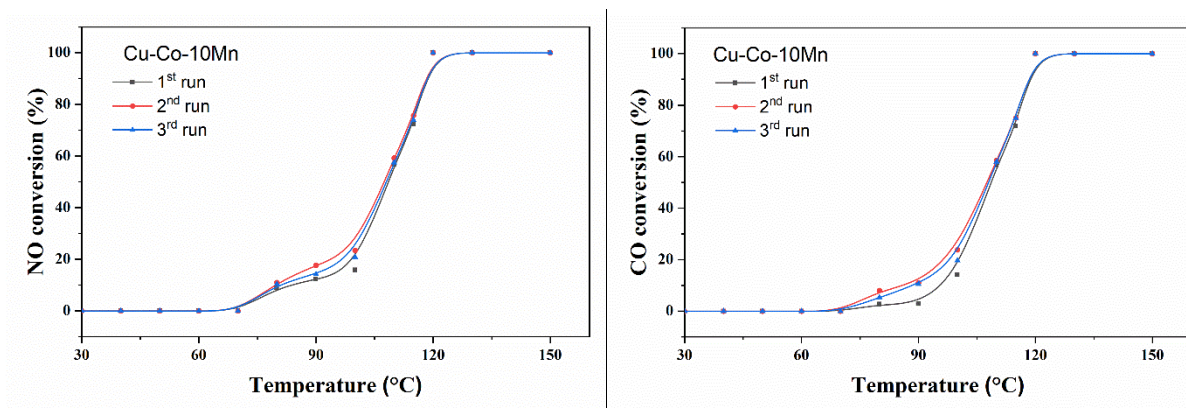 Cu-Co-10Mn
1st run
2nd run
3rd run
NO conversion (%)
100
80
60
40
20
0
30 60 90 120 150
Temperature (°C)
Cu-Co-10Mn
1st run
2nd run
3rd run
CO conversion (%)
100
80
60
40
20
0
30 60 90 120 150
Temperature (°C)